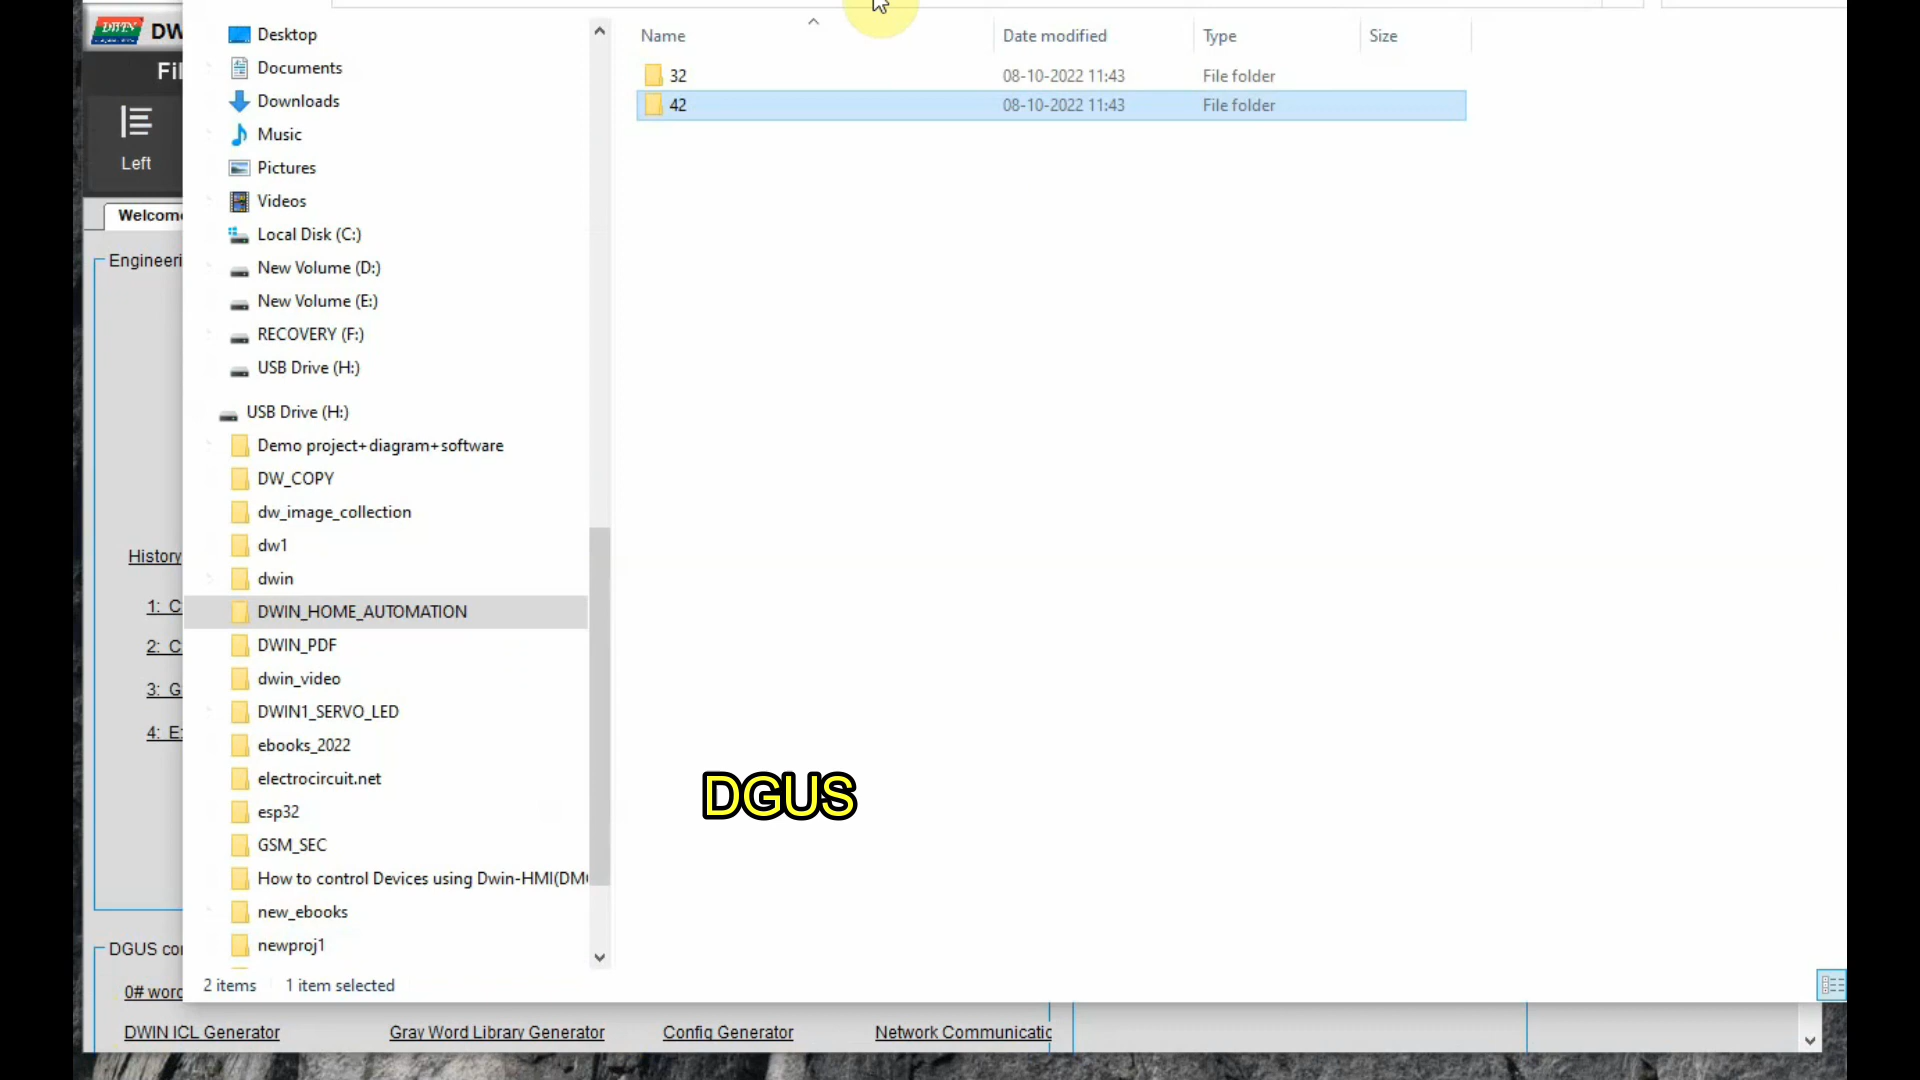 DWIN DW
Fil
Left
Welcome
Engineeri
History
1: C
2: C
3: G
4: E:
DGUS co
0# word
DWIN ICL Generator
Gray Word Library Generator
Config Generator
Network Communicatic
Desktop
Documents
Downloads
Music
Pictures
Videos
Local Disk (C:)
New Volume (D:)
New Volume (E:)
RECOVERY (F:)
USB Drive (H:)
USB Drive (H:)
Demo project+diagram+software
DW_COPY
dw_image_collection
dw1
dwin
DWIN_HOME_AUTOMATION
DWIN_PDF
dwin_video
DWIN1_SERVO_LED
ebooks_2022
electrocircuit.net
esp32
GSM_SEC
How to control Devices using Dwin-HMI(DM
new_ebooks
newproj1
2 items 1 item selected
Name Date modified Type Size
32 08-10-2022 11:43 File folder
42 08-10-2022 11:43 File folder
DGUS